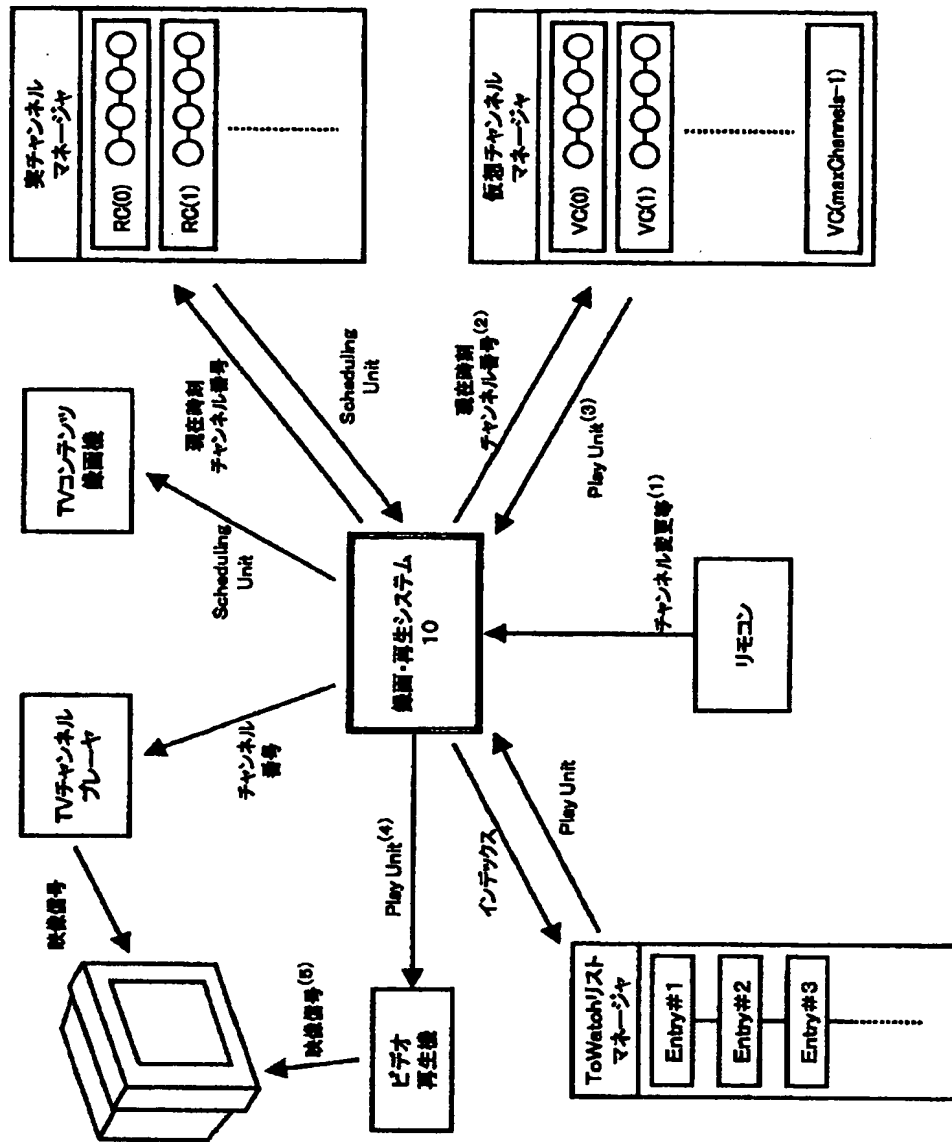 映像信号
TVチャンネル
プレーヤ
TVコンテンツ
録画機
実チャンネル
マネージャ
RC(0)
RC(1)
チャンネル
番号
Scheduling
Unit
現在時刻
チャンネル番号
Scheduling
Unit
映像信号(5)
ビデオ
再生機
Play Unit(4)
録画・再生システム
10
現在時刻
チャンネル番号(2)
Play Unit(3)
仮想チャンネル
マネージャ
VC(0)
VC(1)
VC(maxChannels-1)
インデックス
Play Unit
チャンネル変更等(1)
リモコン
ToWatchリスト
マネージャ
Entry#1
Entry#2
Entry#3